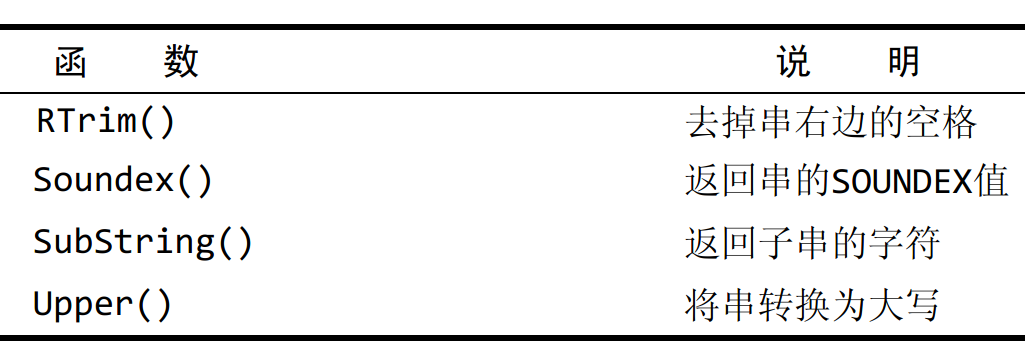 函 数 说 明
RTrim() 去掉串右边的空格
Soundex() 返回串的SOUNDEX值
SubString() 返回子串的字符
Upper() 将串转换为大写